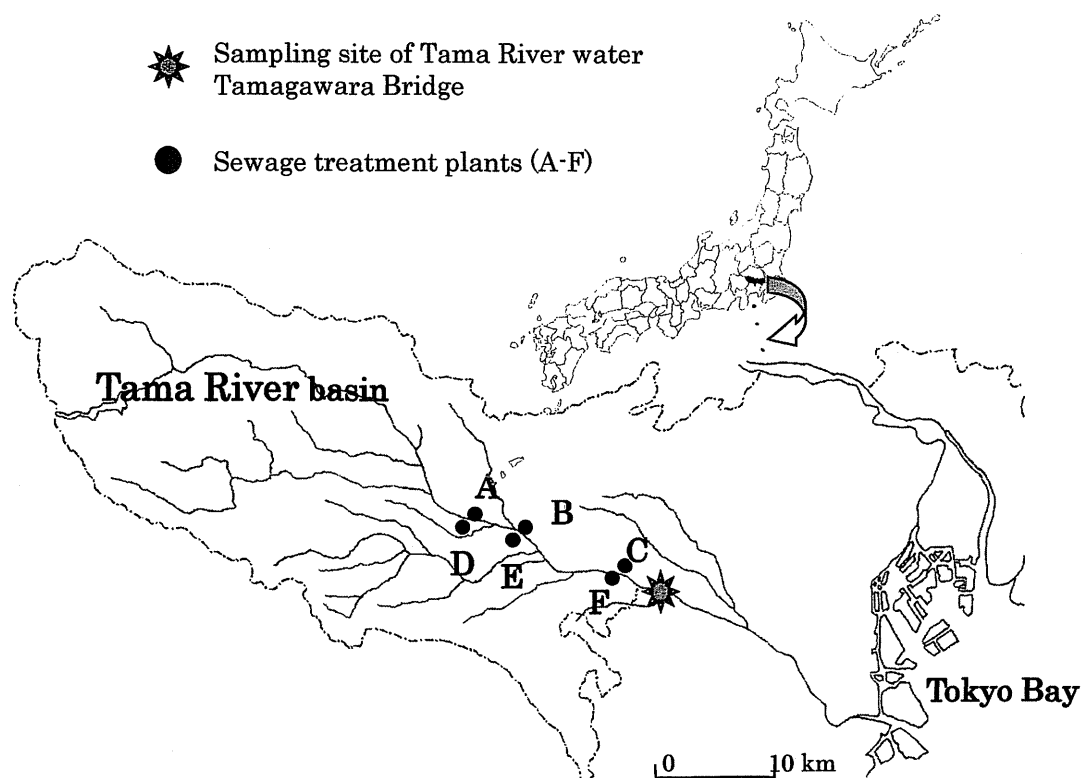 Sampling site of Tama River water
Tamagawara Bridge
Sewage treatment plants (A-F)
Tama River basin
A
B
C
D
E
F
Tokyo Bay
0 10 km